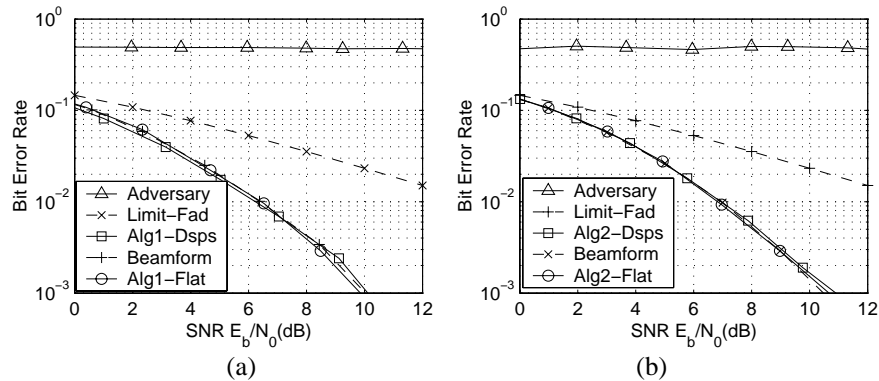 10^0
10^-1
10^-2
10^-3
Bit Error Rate
Adversary
Limit-Fad
Alg1-Dsps
Beamform
Alg1-Flat
0 2 4 6 8 10 12
SNR E_b/N_0(dB)
(a)
10^0
10^-1
10^-2
10^-3
Bit Error Rate
Adversary
Limit-Fad
Alg2-Dsps
Beamform
Alg2-Flat
0 2 4 6 8 10 12
SNR E_b/N_0(dB)
(b)